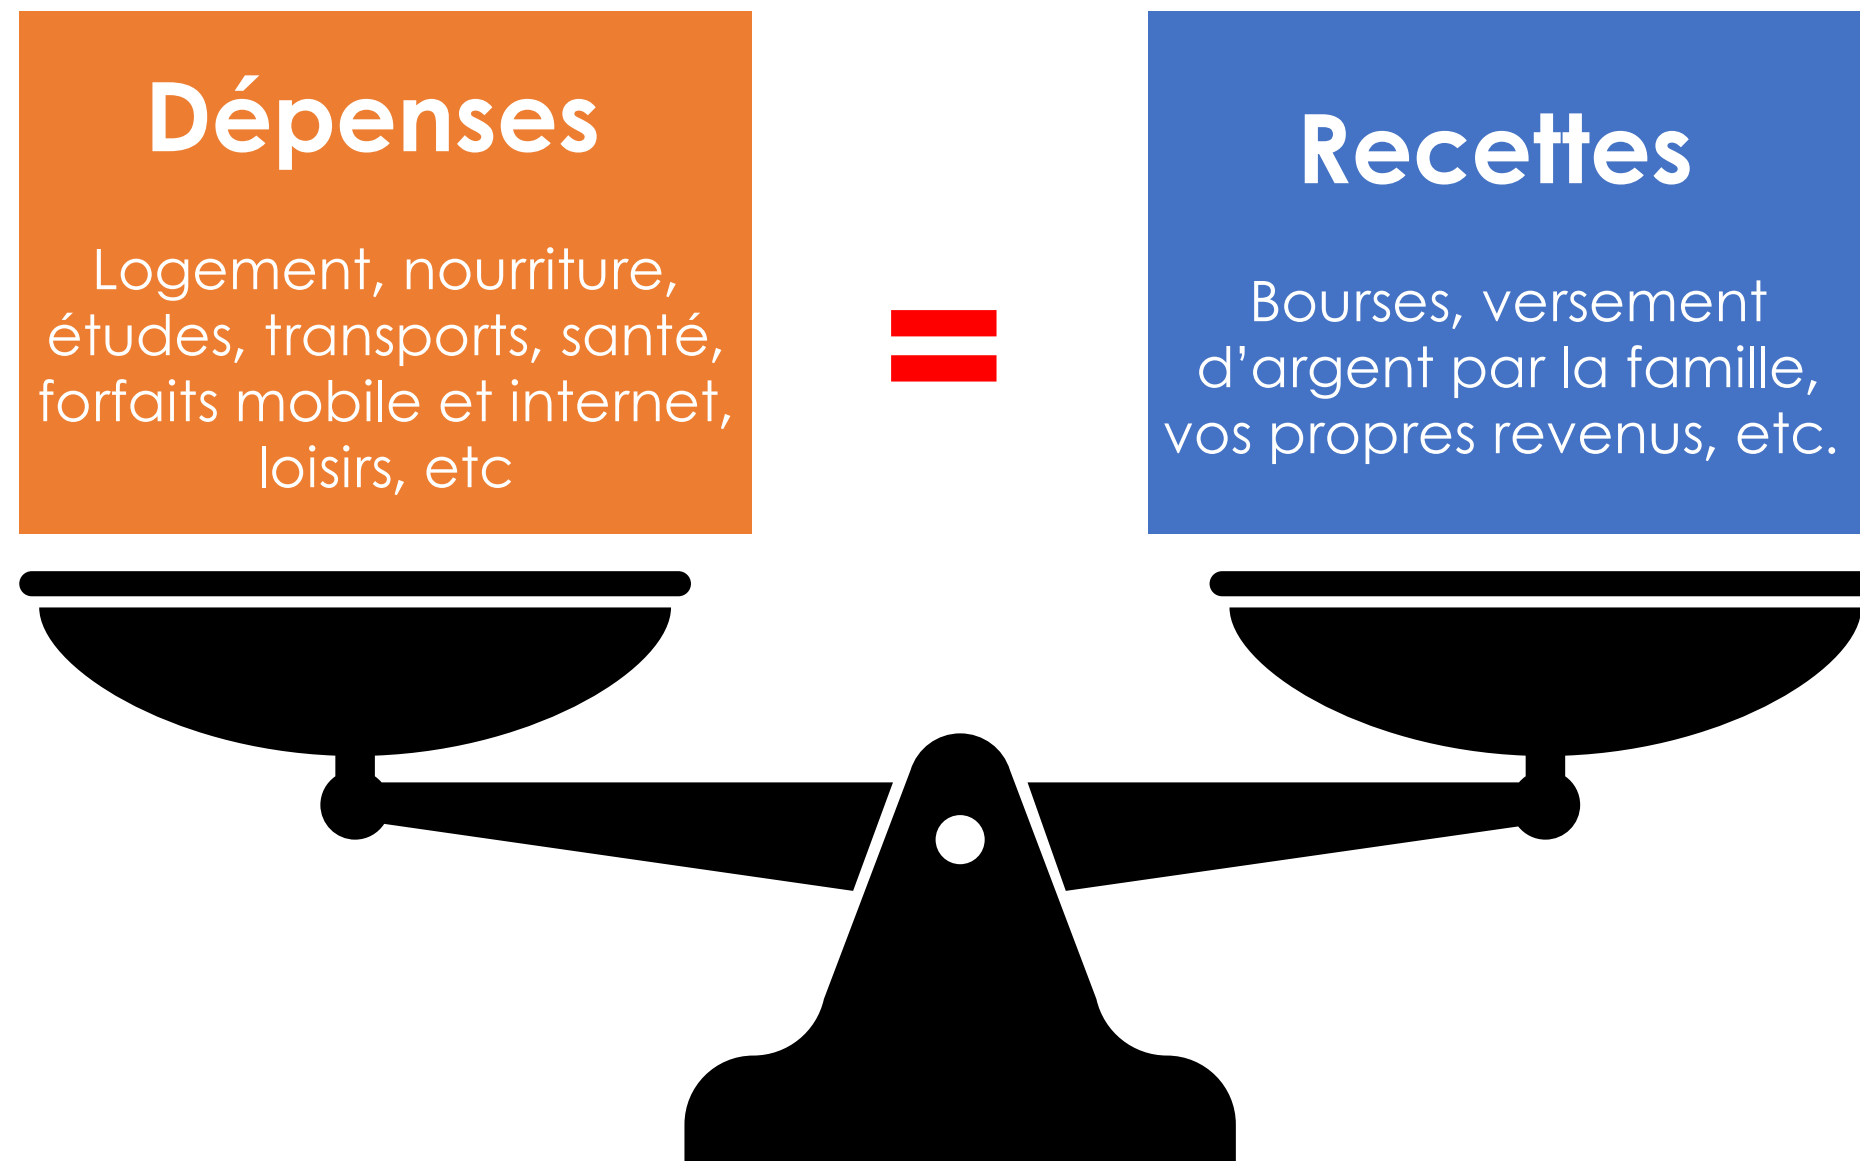 Dépenses
Logement, nourriture,
études, transports, santé,
forfaits mobile et internet,
loisirs, etc
=
Recettes
Bourses, versement
d’argent par la famille,
vos propres revenus, etc.